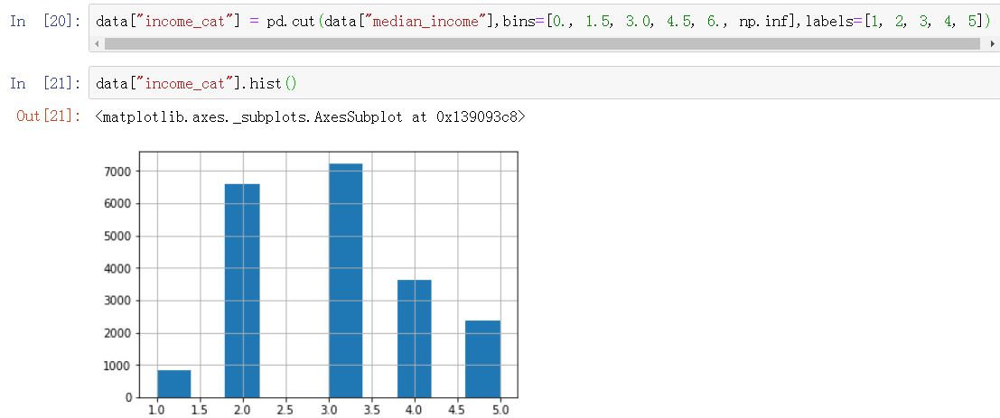 In [20]: data["income_cat"] = pd.cut(data["median_income"],bins=[0., 1.5, 3.0, 4.5, 6., np.inf],labels=[1, 2, 3, 4, 5])
In [21]: data["income_cat"].hist()
Out[21]: <matplotlib.axes._subplots.AxesSubplot at 0x139093c8>
7000
6000
5000
4000
3000
2000
1000
0
1.0 1.5 2.0 2.5 3.0 3.5 4.0 4.5 5.0